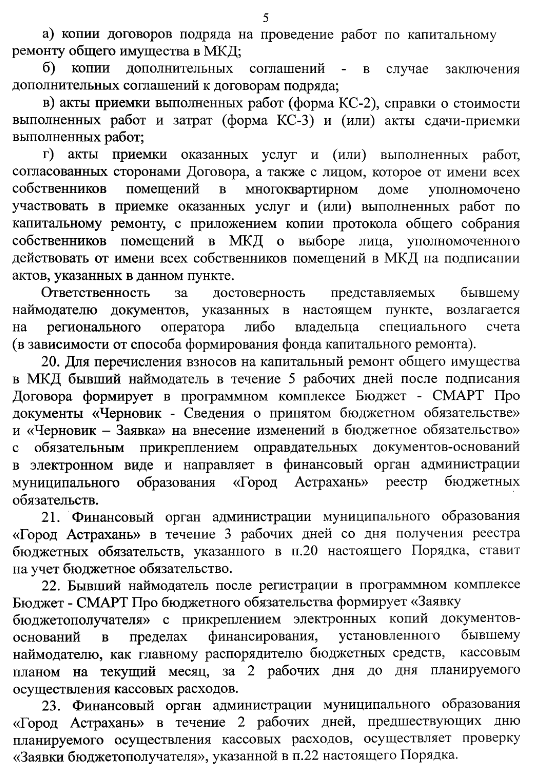 5
а) копии договоров подряда на проведение работ по капитальному
ремонту общего имущества в МКД;
б) копии дополнительных соглашений - в случае заключения
дополнительных соглашений к договорам подряда;
в) акты приемки выполненных работ (форма КС-2), справки о стоимости
выполненных работ и затрат (форма КС-3) и (или) акты сдачи-приемки
выполненных работ;
г) акты приемки оказанных услуг и (или) выполненных работ,
согласованных сторонами Договора, а также с лицом, которое от имени всех
собственников помещений в многоквартирном доме уполномочено
участвовать в приемке оказанных услуг и (или) выполненных работ по
капитальному ремонту, с приложением копии протокола общего собрания
собственников помещений в МКД о выборе лица, уполномоченного
действовать от имени всех собственников помещений в МКД на подписании
актов, указанных в данном пункте.
Ответственность за достоверность представляемых бывшему
наймодателю документов, указанных в настоящем пункте, возлагается
на регионального оператора либо владельца специального счета
(в зависимости от способа формирования фонда капитального ремонта).
20. Для перечисления взносов на капитальный ремонт общего имущества
в МКД бывший наймодатель в течение 5 рабочих дней после подписания
Договора формирует в программном комплексе Бюджет - СМАРТ Про
документы «Черновик - Сведения о принятом бюджетном обязательстве»
и «Черновик – Заявка» на внесение изменений в бюджетное обязательство»
с обязательным прикреплением оправдательных документов-оснований
в электронном виде и направляет в финансовый орган администрации
муниципального образования «Город Астрахань» реестр бюджетных
обязательств.
21. Финансовый орган администрации муниципального образования
«Город Астрахань» в течение 3 рабочих дней со дня получения реестра
бюджетных обязательств, указанного в п.20 настоящего Порядка, ставит
на учет бюджетное обязательство.
22. Бывший наймодатель после регистрации в программном комплексе
Бюджет - СМАРТ Про бюджетного обязательства формирует «Заявку
бюджетополучателя» с прикреплением электронных копий документов-
оснований в пределах финансирования, установленного бывшему
наймодателю, как главному распорядителю бюджетных средств, кассовым
планом на текущий месяц, за 2 рабочих дня до дня планируемого
осуществления кассовых расходов.
23. Финансовый орган администрации муниципального образования
«Город Астрахань» в течение 2 рабочих дней, предшествующих дню
планируемого осуществления кассовых расходов, осуществляет проверку
«Заявки бюджетополучателя», указанной в п.22 настоящего Порядка.